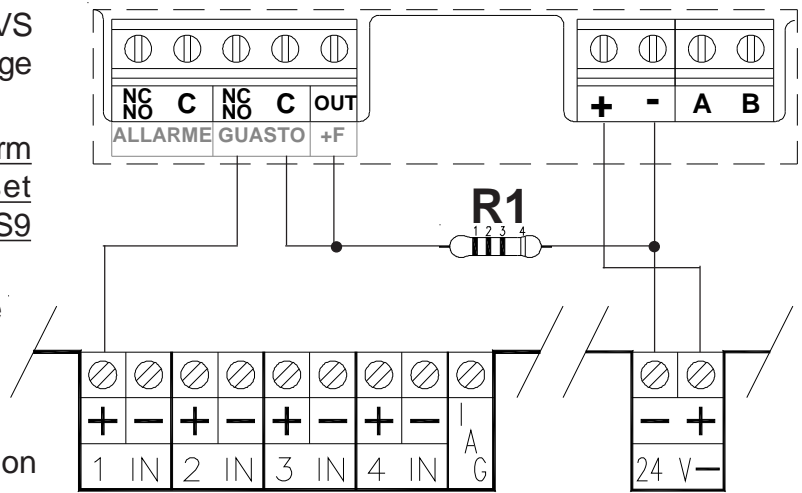 VS
ge
rm
et
S9
e
on
NC NO C NC NO C OUT
ALLARME GUASTO +F
+ - A B
R1
1 2 3 4
+ − + − + − + − I A G
1 IN 2 IN 3 IN 4 IN
− +
24 V⎓